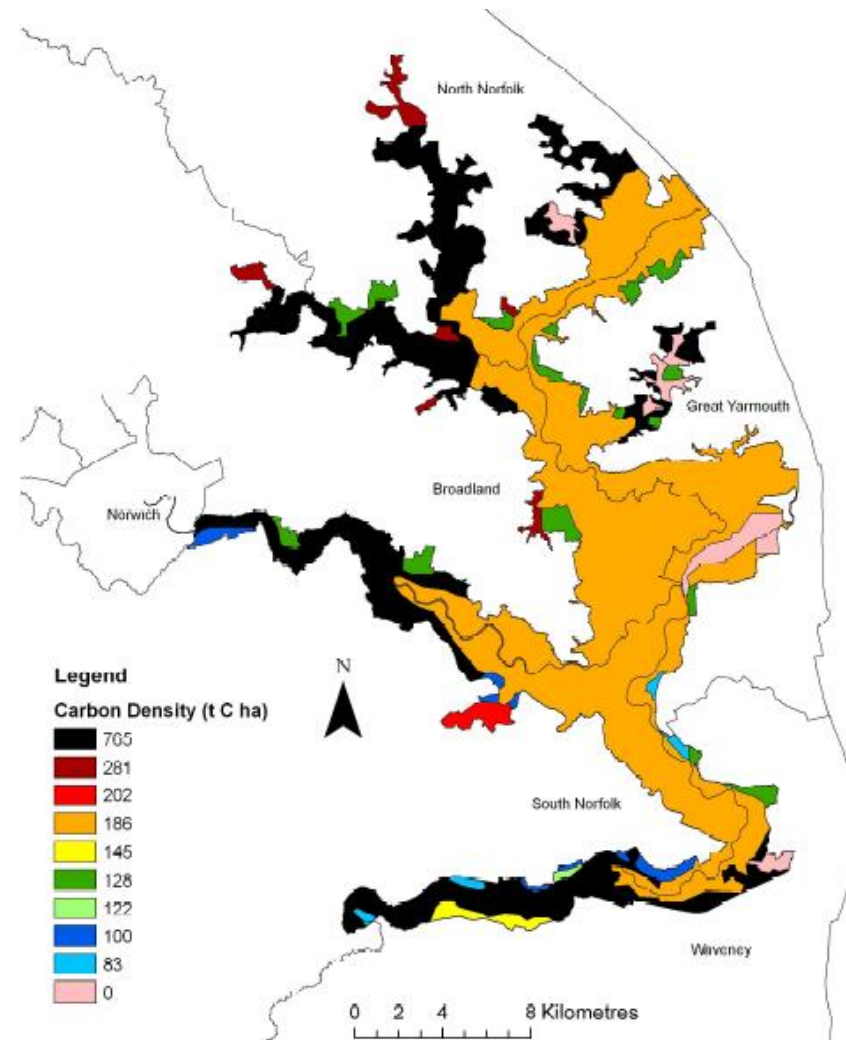 North Norfolk
Great Yarmouth
Broadland
Norwich
N
Legend
Carbon Density (t C ha)
765
281
202
186
145
128
122
100
83
0
South Norfolk
Waveney
0 2 4 8 Kilometres